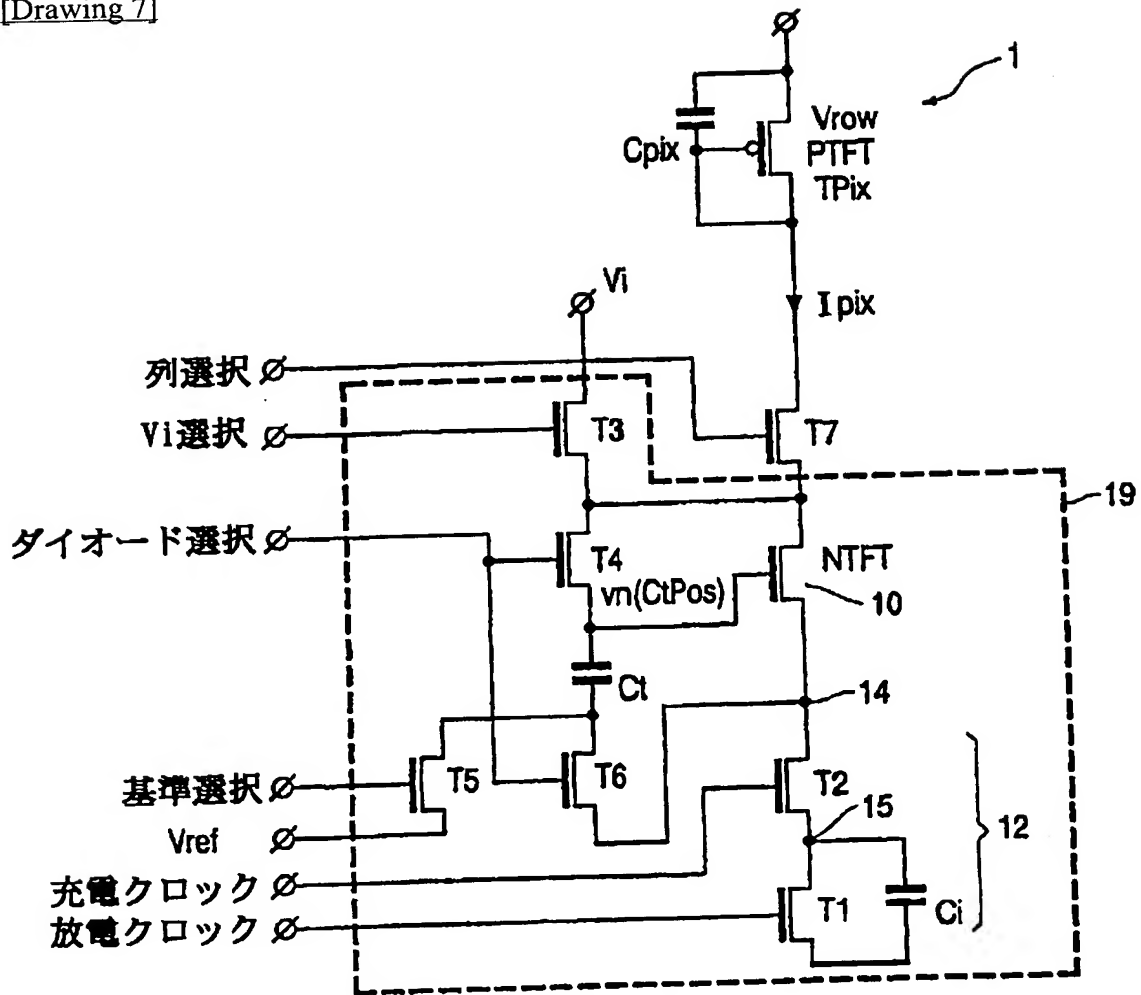 [Drawing 7]
1
Vrow
PTFT
TPix
Cpix
Vi
Ipix
列選択
Vi選択
T3
T7
19
ダイオード選択
T4
NTFT
vn(CtPos)
10
Ct
14
基準選択
T5
T6
T2
12
15
Vref
充電クロック
放電クロック
T1
Ci